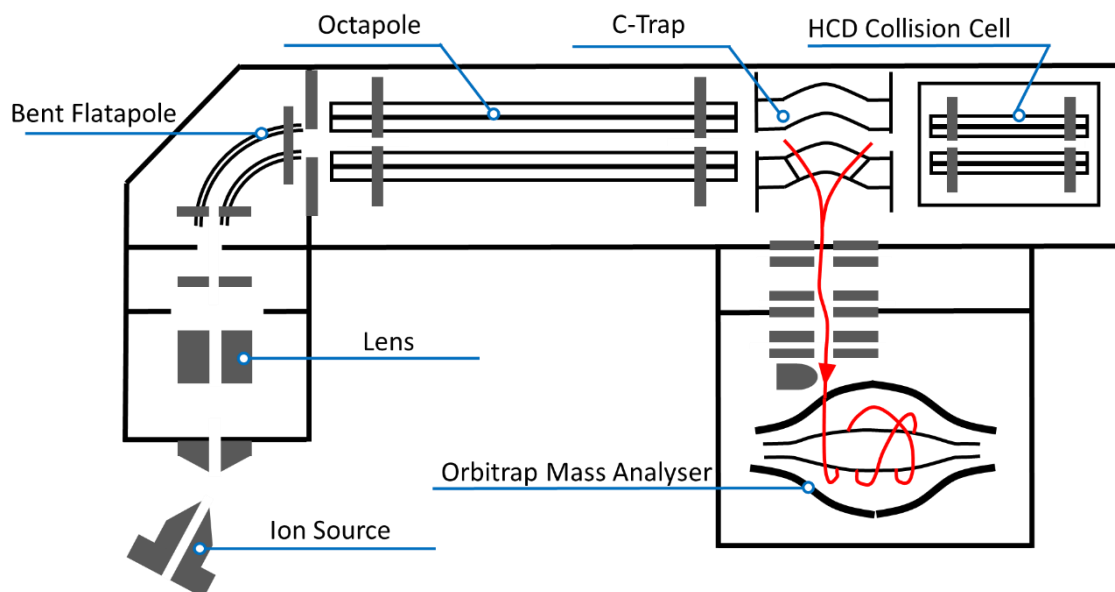 Octapole
C-Trap
HCD Collision Cell
Bent Flatapole
Lens
Orbitrap Mass Analyser
Ion Source